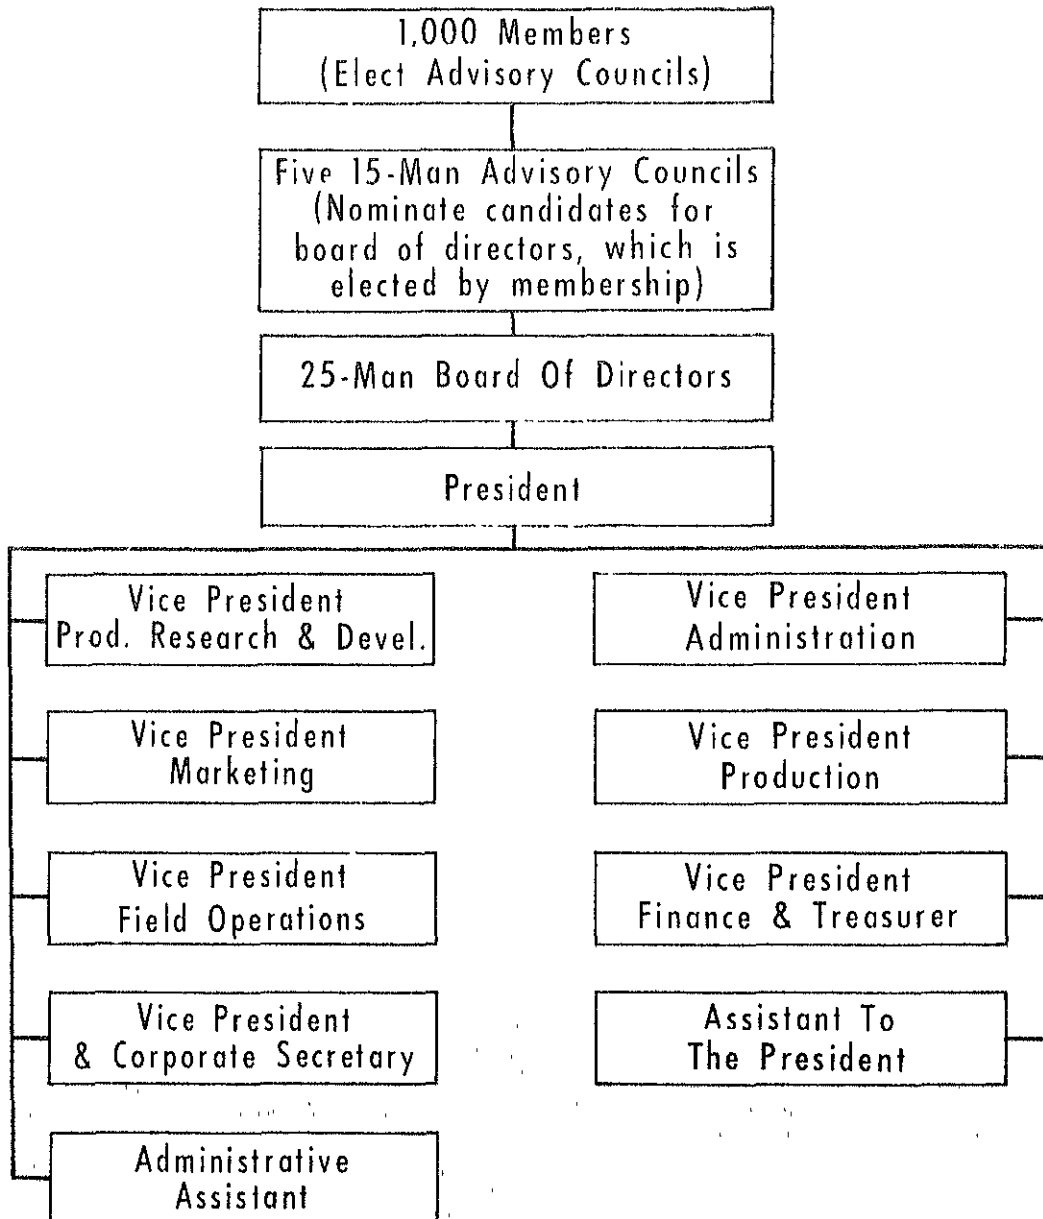 1,000 Members
(Elect Advisory Councils)
Five 15-Man Advisory Councils
(Nominate candidates for
board of directors, which is
elected by membership)
25-Man Board Of Directors
President
Vice President
Prod. Research & Devel.
Vice President
Administration
Vice President
Marketing
Vice President
Production
Vice President
Field Operations
Vice President
Finance & Treasurer
Vice President
& Corporate Secretary
Assistant To
The President
Administrative
Assistant